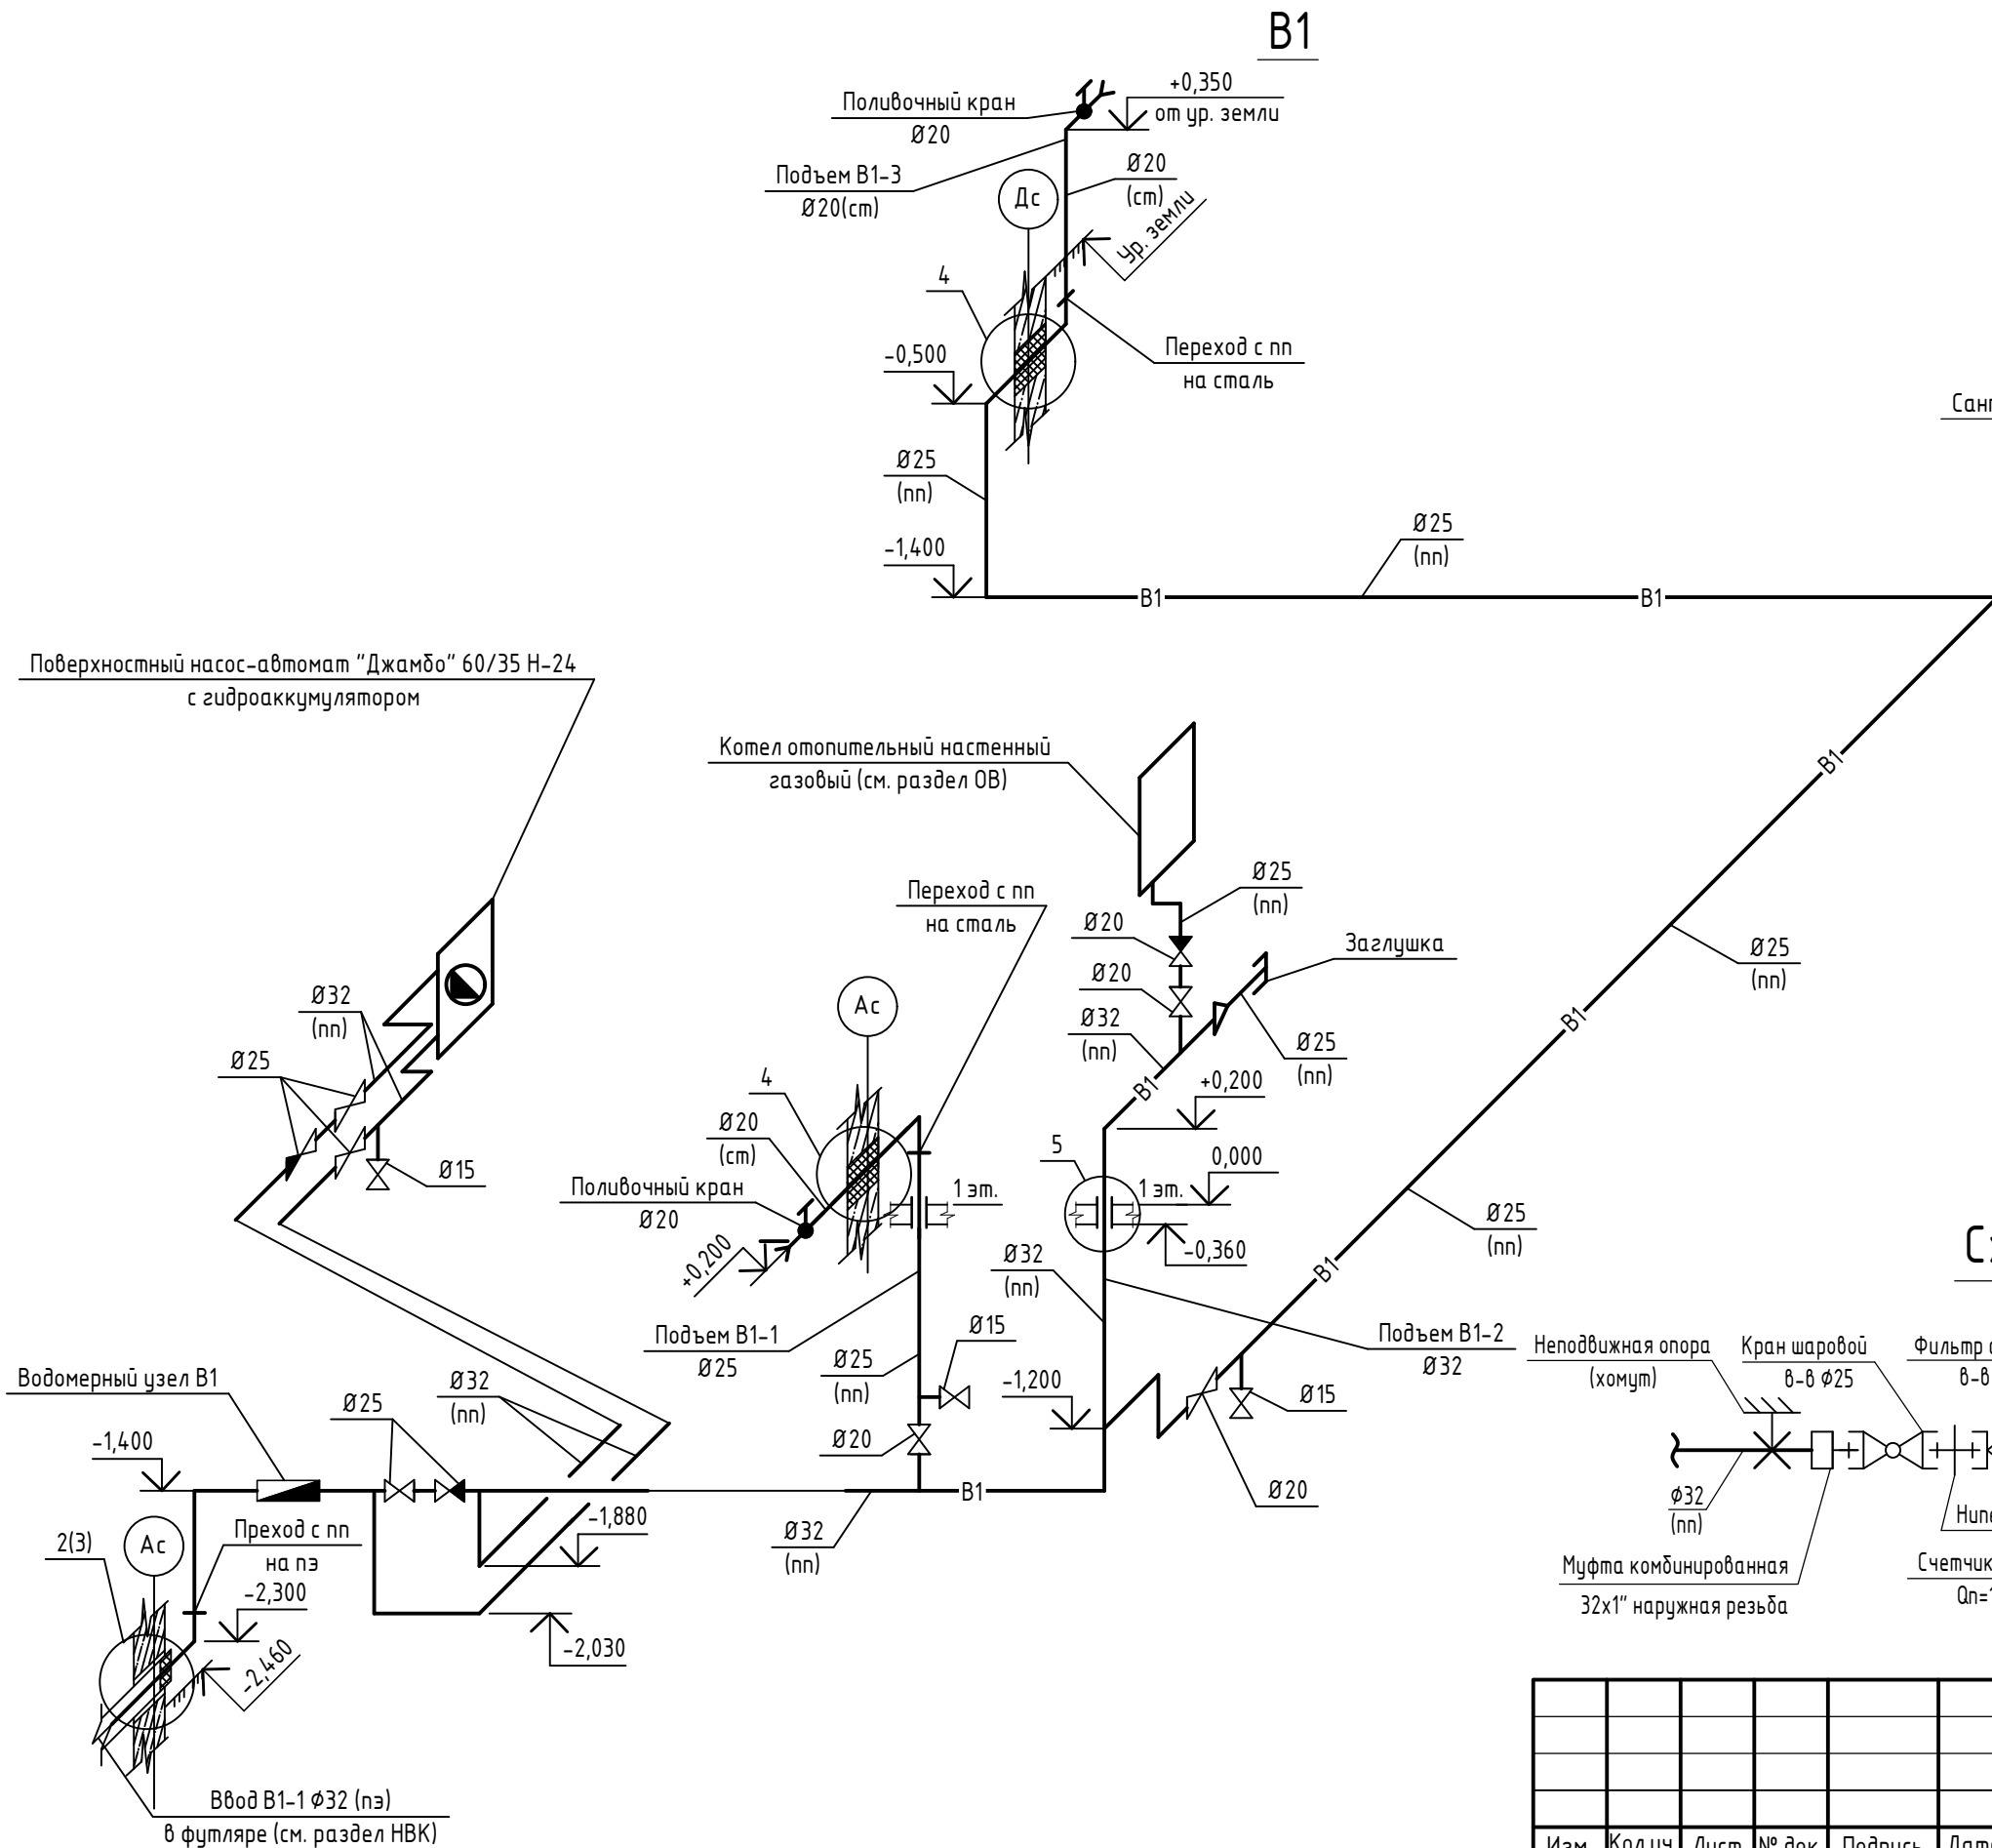 В1
Поливочный кран
Ø20
+0,350
от ур. земли
Подъем В1-3
Ø20(ст)
Ø20
(ст)
Дс
Ур. земли
4
Переход с пп
на сталь
-0,500
Ø25
(пп)
-1,400
Ø25
(пп)
В1
В1
Поверхностный насос-автомат "Джамбо" 60/35 Н-24
с гидроаккумулятором
Котел отопительный настенный
газовый (см. раздел ОВ)
В1
Переход с пп
на сталь
Ø25
(пп)
Ø20
Заглушка
Ø25
(пп)
Ø20
Ø32
(пп)
Ас
Ø32
(пп)
Ø25
(пп)
В1
Ø25
4
+0,200
В1
Ø20
(ст)
5
0,000
Ø15
Поливочный кран
Ø20
1 эт.
1 эт.
Ø25
(пп)
+0,200
Ø32
(пп)
-0,360
В1
Подъем В1-1
Ø25
Ø15
Подъем В1-2
Ø32
Неподвижная опора
(хомут)
Кран шаровой
в-в Ф25
Фильтр
в-в
Водомерный узел В1
Ø32
(пп)
Ø25
(пп)
-1,200
Ø15
Ø25
-1,400
Ø20
Ø20
В1
Ф32
(пп)
Преход с пп
на пэ
-1,880
Ø32
(пп)
2(3)
Ас
Муфта комбинированная
32х1" наружная резьба
Счетчик
-2,300
-2,030
-2,460
Ввод В1-1 Ф32 (пэ)
в футляре (см. раздел НВК)
Изм. Кол.уч. Лист № док. Подпись